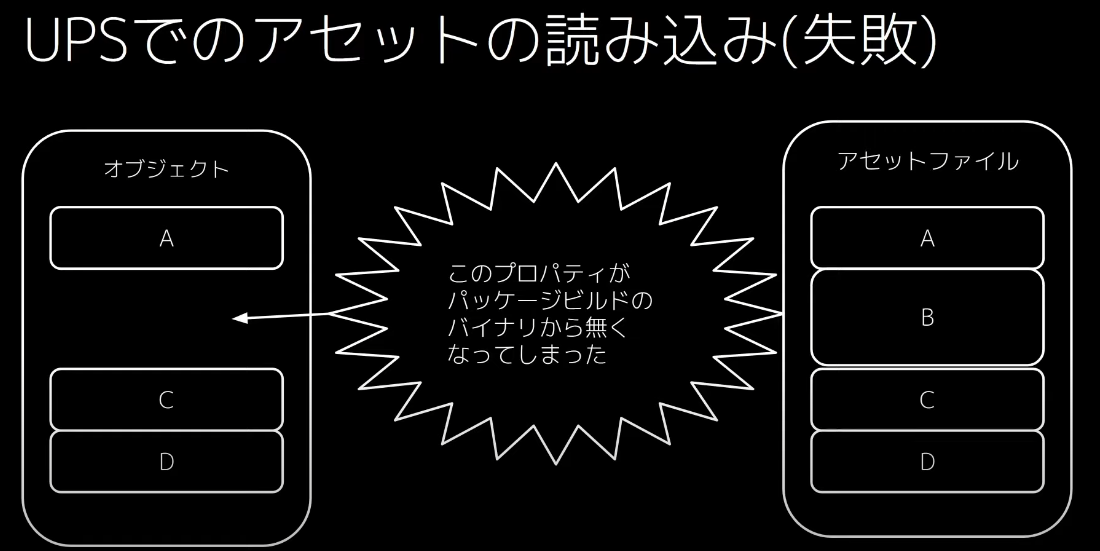 UPSでのアセットの読み込み(失敗)
オブジェクト
A
C
D
このプロパティが
パッケージビルドの
バイナリから無く
なってしまった
アセットファイル
A
B
C
D